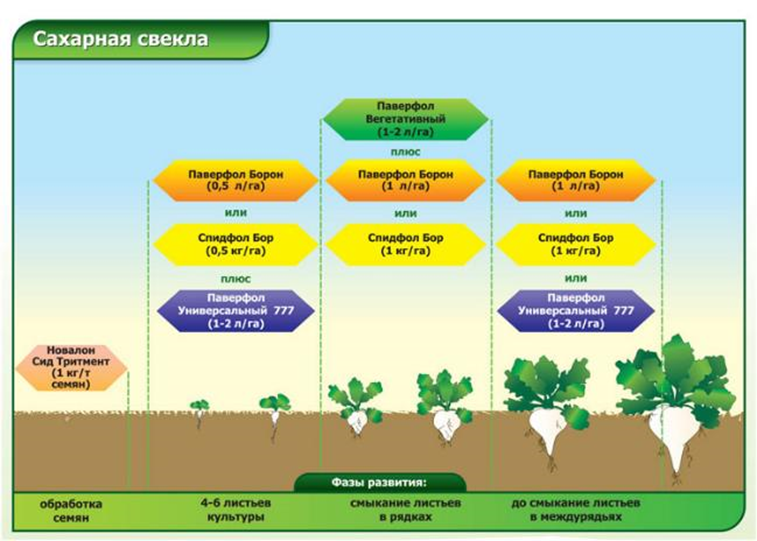 Сахарная свекла
Паверфол
Вегетативный
(1-2 л/га)
плюс
Паверфол Борон
(0,5 л/га)
Паверфол Борон
(1 л/га)
Паверфол Борон
(1 л/га)
или
или
или
Спидфол Бор
(0,5 кг/га)
Спидфол Бор
(1 кг/га)
Спидфол Бор
(1 кг/га)
плюс
или
Паверфол
Универсальный 777
(1-2 л/га)
Паверфол
Универсальный 777
(1-2 л/га)
Новалон
Сид Тритмент
(1 кг/т
семян)
Фазы развития:
обработка
семян
4-6 листьев
культуры
смыкание листьев
в рядках
до смыкание листьев
в междурядьях